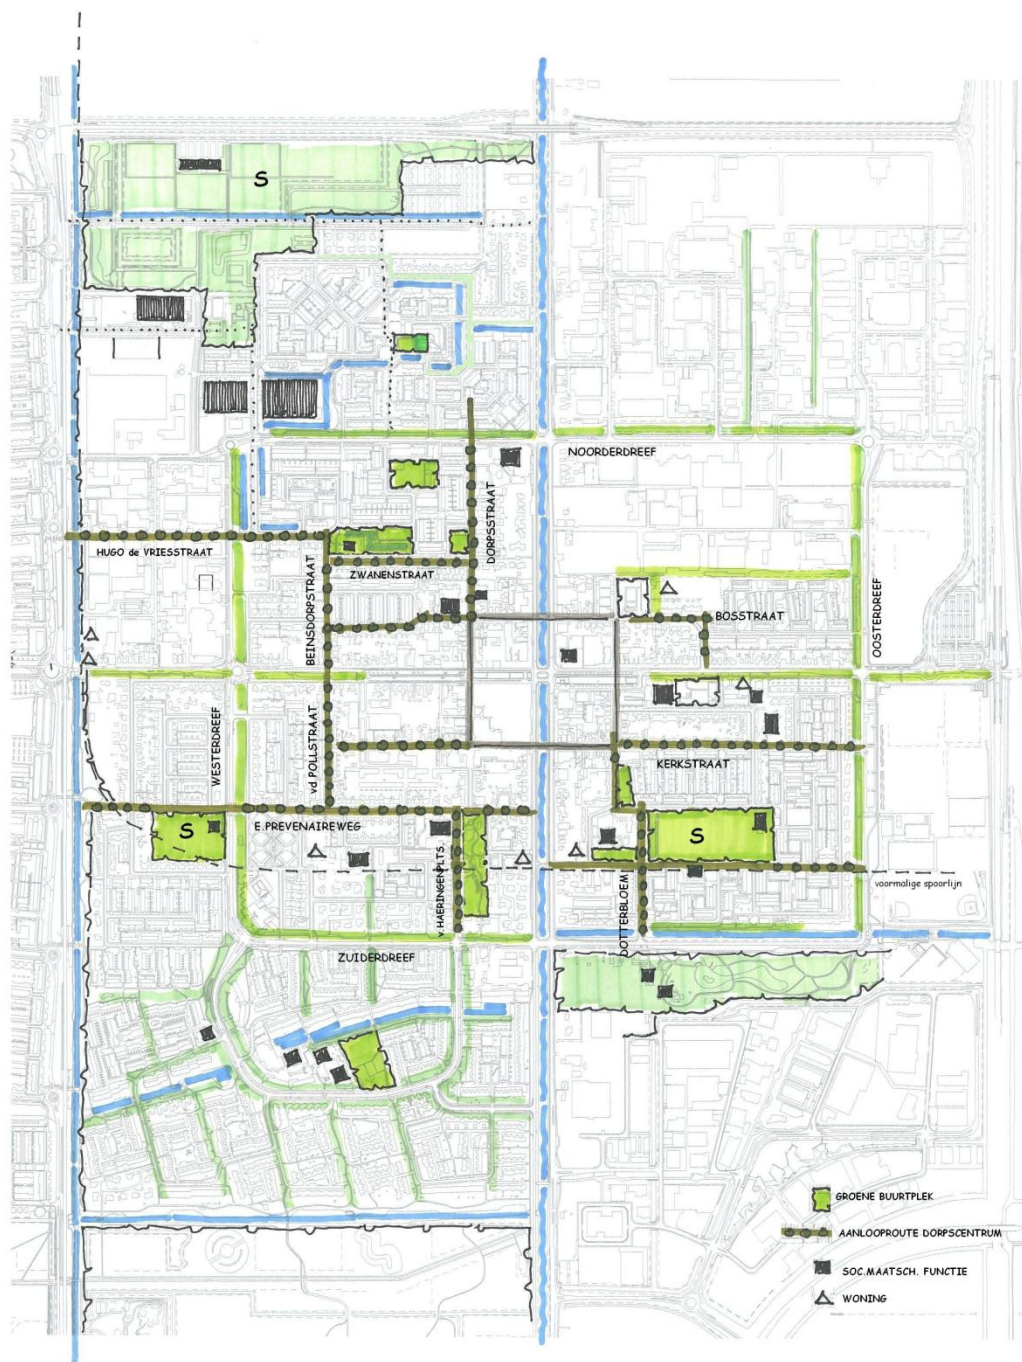 S
NOORDERDREEF
DORPSSTRAAT
HUGO de VRIESSTRAAT
BEINSDORPSTRAAT
ZWANENSTRAAT
BOSSTRAAT
OOSTERDREEF
WESTERDREEF
vd POLLSTRAAT
KERKSTRAAT
S
E.PREVENAIREWEG
S
v.HAERINGENPLTS.
DOTTERBLOEM
voormalige spoorlijn
ZUIDERDREEF
GROENE BUURTPLEK
AANLOOPROUTE DORPSCENTRUM
SOC.MAATSCH. FUNCTIE
WONING